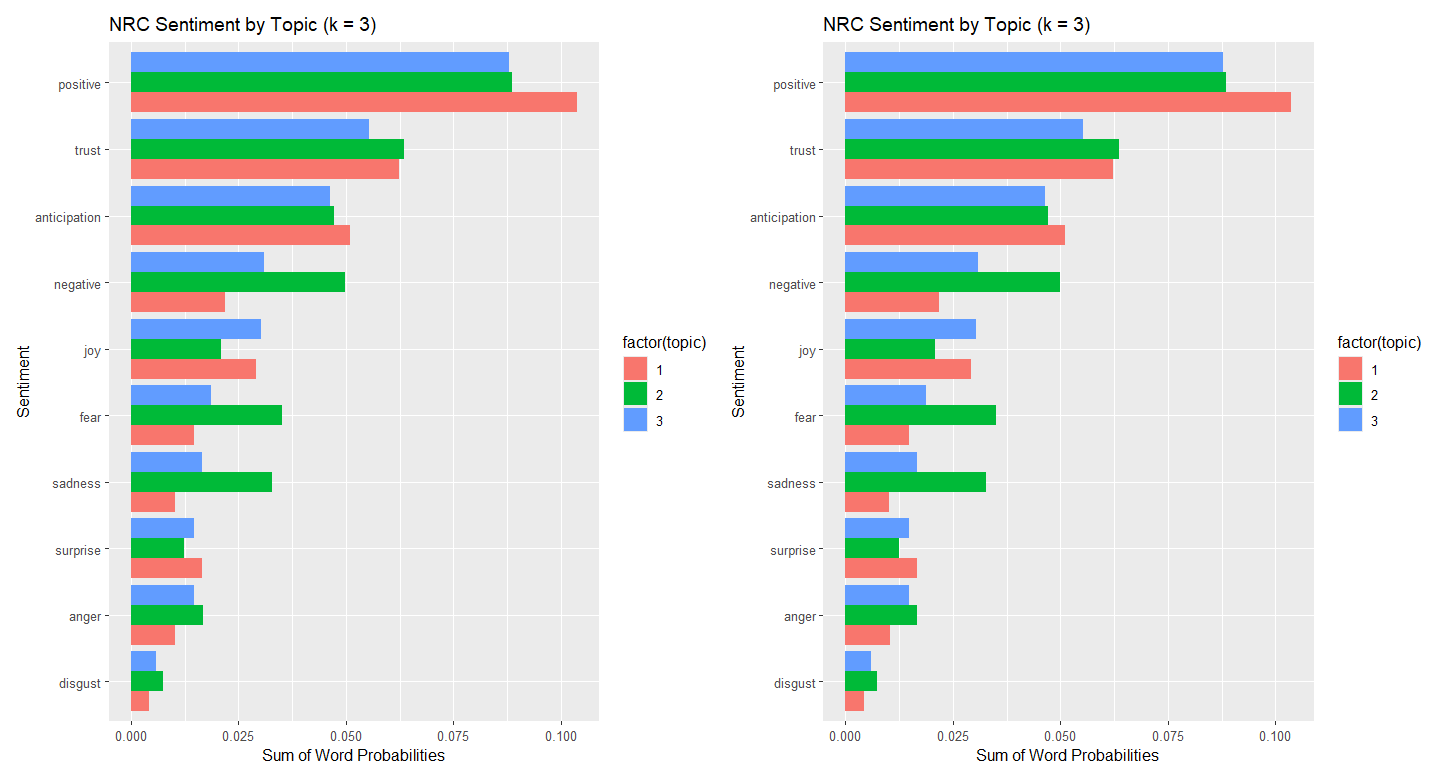 NRC Sentiment by Topic (k = 3)
positive
trust
anticipation
negative
joy
fear
sadness
surprise
anger
disgust
Sentiment
0.000 0.025 0.050 0.075 0.100
Sum of Word Probabilities
factor(topic)
1
2
3
NRC Sentiment by Topic (k = 3)
positive
trust
anticipation
negative
joy
fear
sadness
surprise
anger
disgust
Sentiment
0.000 0.025 0.050 0.075 0.100
Sum of Word Probabilities
factor(topic)
1
2
3